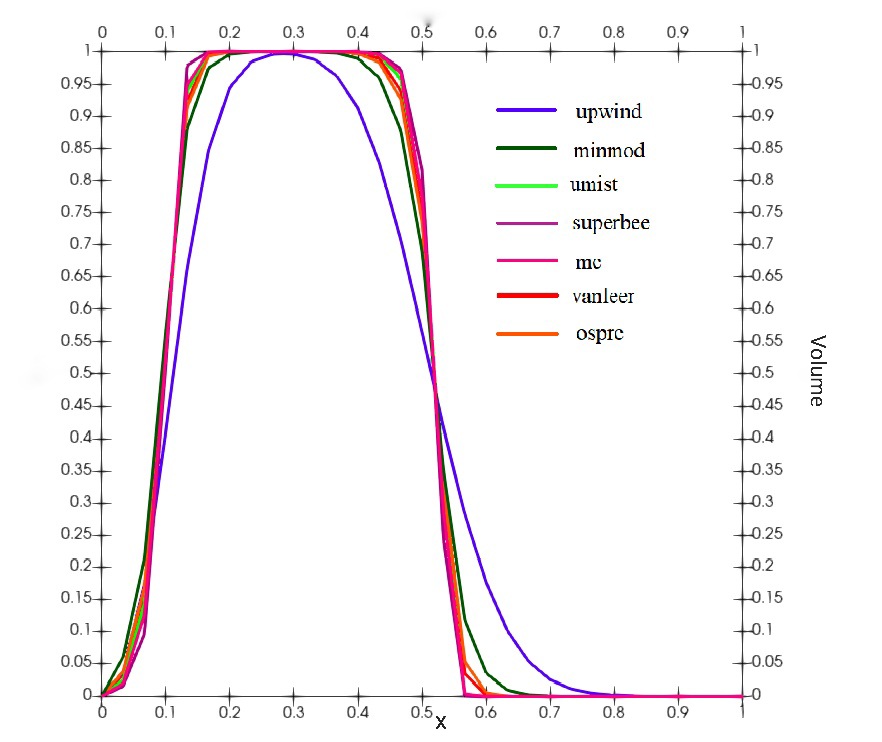 0 0.1 0.2 0.3 0.4 0.5 0.6 0.7 0.8 0.9 1
1 1
0.95 0.95
0.9 0.9
upwind
0.85 0.85
minmod
0.8 0.8
umist
0.75 0.75
superbee
0.7 0.7
mc
0.65 0.65
vanleer
0.6 0.6
ospre
0.55 0.55
0.5 0.5
Volume
0.45 0.45
0.4 0.4
0.35 0.35
0.3 0.3
0.25 0.25
0.2 0.2
0.15 0.15
0.1 0.1
0.05 0.05
0 0
0 0.1 0.2 0.3 0.4 0.5 0.6 0.7 0.8 0.9 1
X